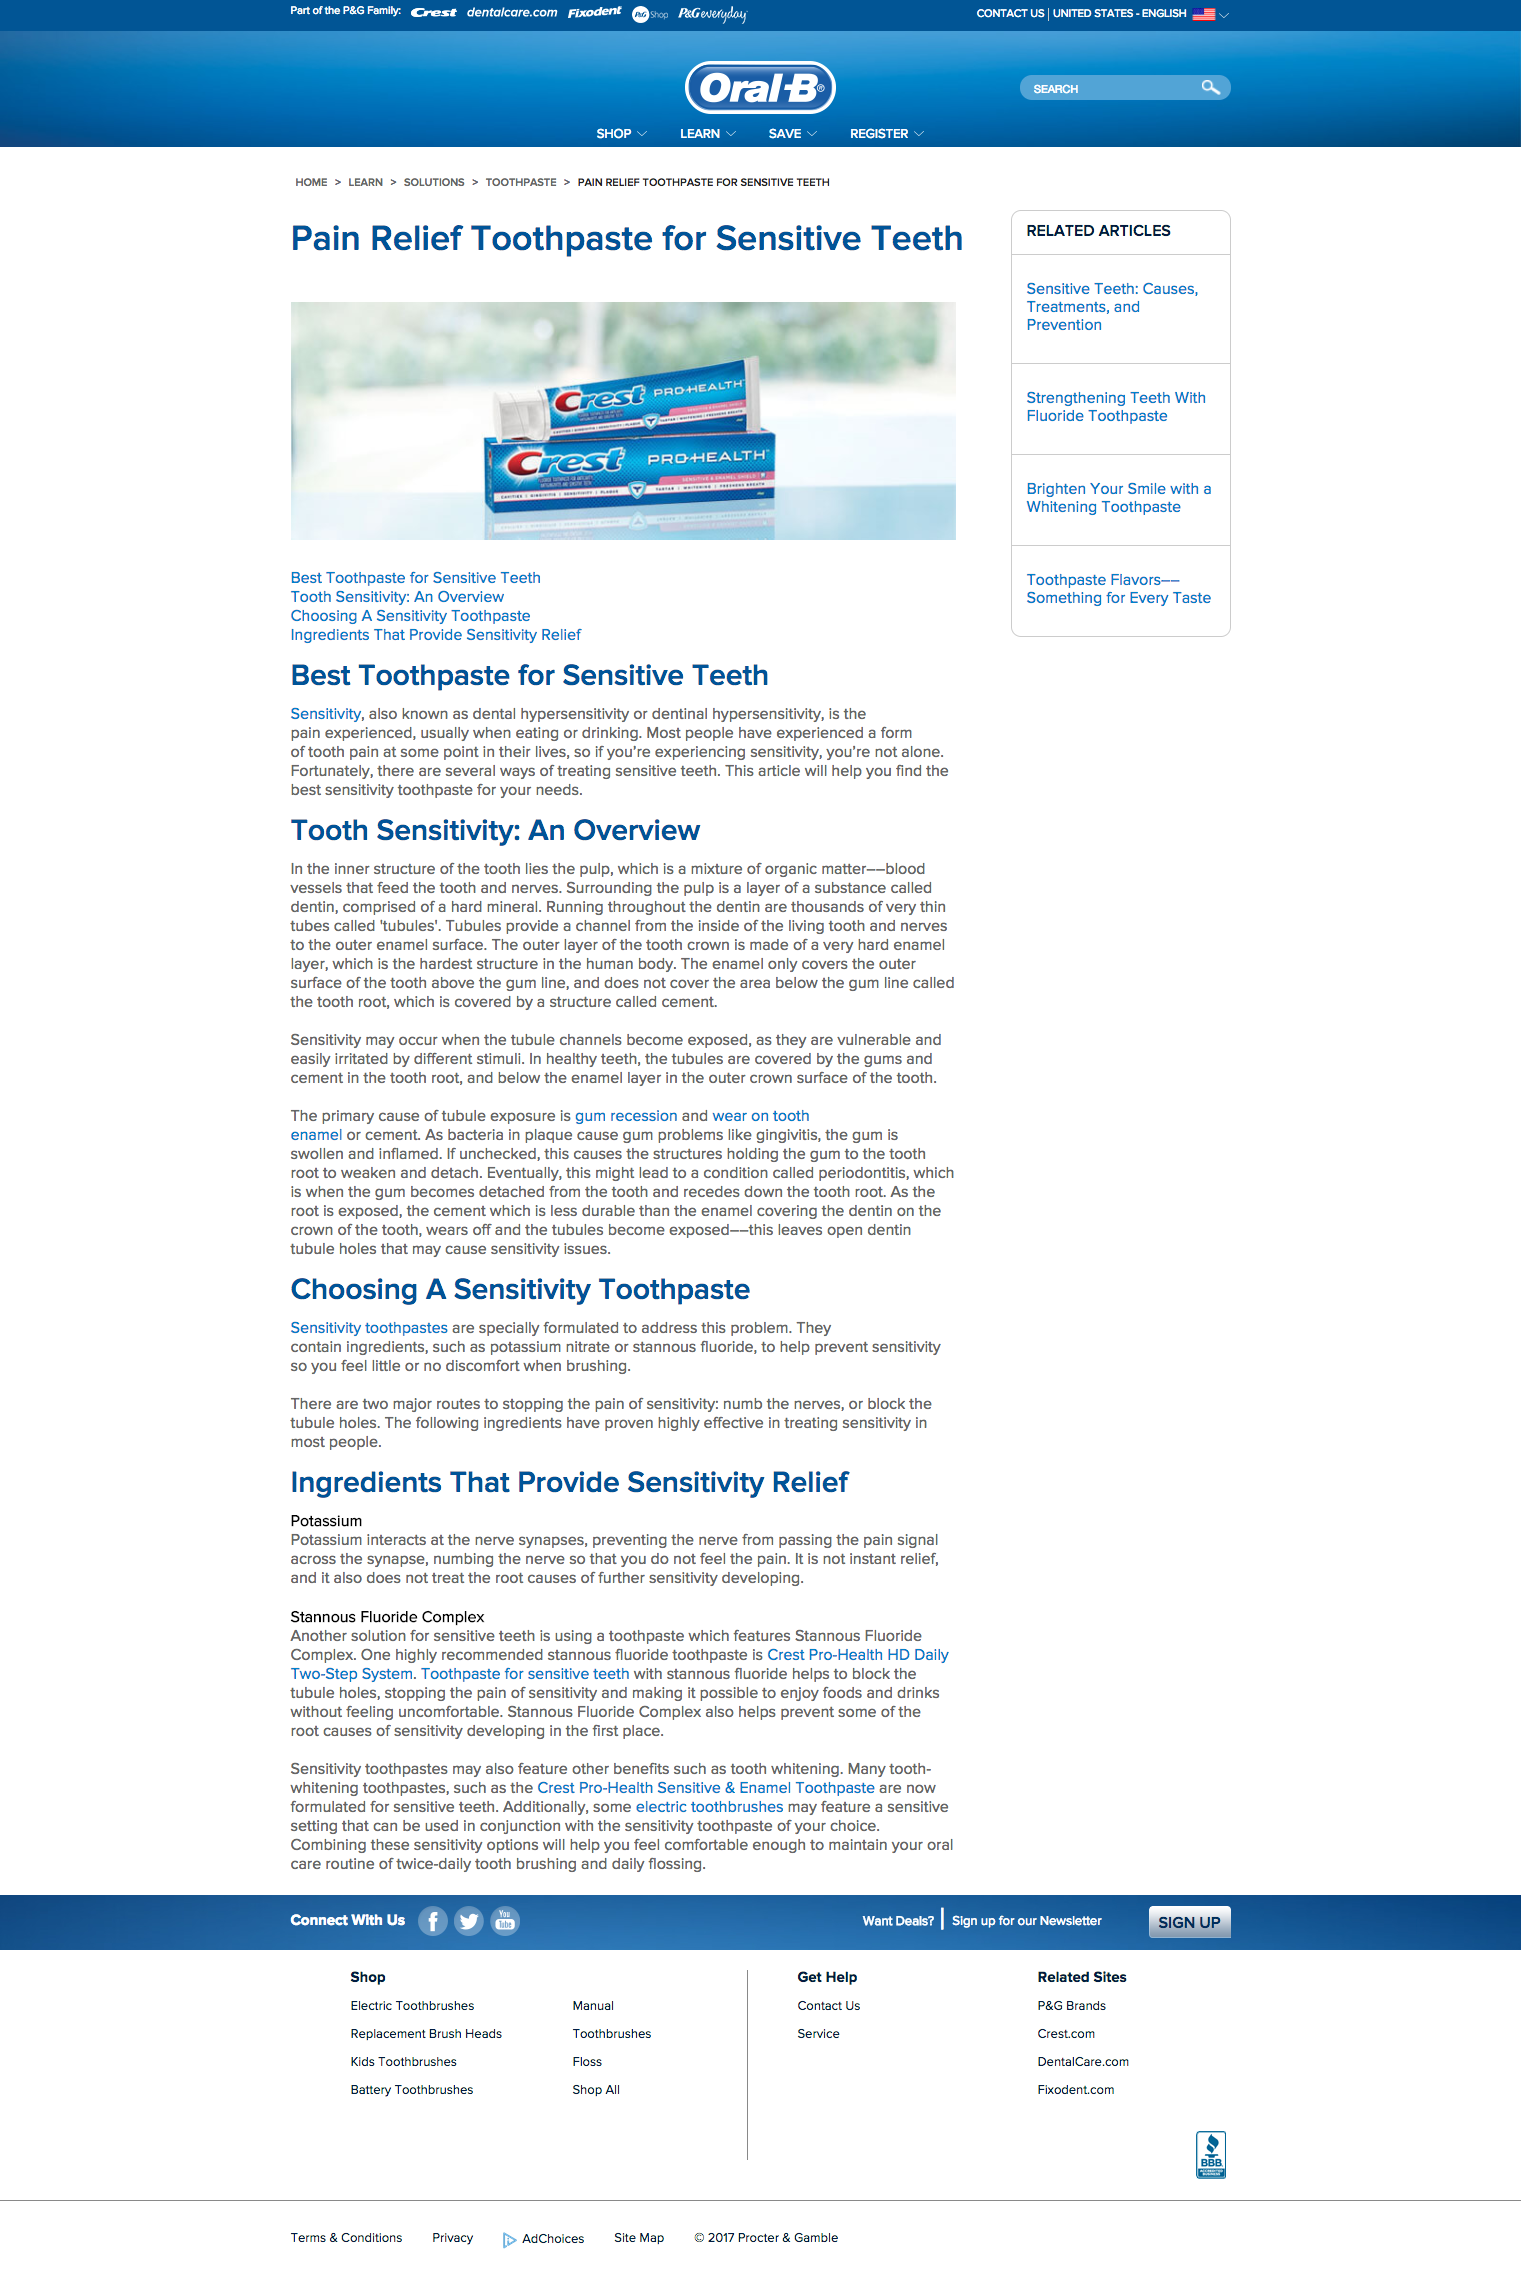 Part of the P&G Family: Crest dentalcare.com Fixodent P&G Shop P&Geveryday
CONTACT US | UNITED STATES - ENGLISH
Oral-B®
SEARCH
SHOP LEARN SAVE REGISTER
HOME > LEARN > SOLUTIONS > TOOTHPASTE > PAIN RELIEF TOOTHPASTE FOR SENSITIVE TEETH
Pain Relief Toothpaste for Sensitive Teeth
Crest PRO-HEALTH
Crest PRO-HEALTH
SENSITIVE & ENAMEL SHIELD
CAVITIES | GINGIVITIS | SENSITIVITY | PLAQUE TARTAR | WHITENING | FRESHENS BREATH
Best Toothpaste for Sensitive Teeth
Tooth Sensitivity: An Overview
Choosing A Sensitivity Toothpaste
Ingredients That Provide Sensitivity Relief
Best Toothpaste for Sensitive Teeth
Sensitivity, also known as dental hypersensitivity or dentinal hypersensitivity, is the
pain experienced, usually when eating or drinking. Most people have experienced a form
of tooth pain at some point in their lives, so if you're experiencing sensitivity, you're not alone.
Fortunately, there are several ways of treating sensitive teeth. This article will help you find the
best sensitivity toothpaste for your needs.
Tooth Sensitivity: An Overview
In the inner structure of the tooth lies the pulp, which is a mixture of organic matter––blood
vessels that feed the tooth and nerves. Surrounding the pulp is a layer of a substance called
dentin, comprised of a hard mineral. Running throughout the dentin are thousands of very thin
tubes called 'tubules'. Tubules provide a channel from the inside of the living tooth and nerves
to the outer enamel surface. The outer layer of the tooth crown is made of a very hard enamel
layer, which is the hardest structure in the human body. The enamel only covers the outer
surface of the tooth above the gum line, and does not cover the area below the gum line called
the tooth root, which is covered by a structure called cement.
Sensitivity may occur when the tubule channels become exposed, as they are vulnerable and
easily irritated by different stimuli. In healthy teeth, the tubules are covered by the gums and
cement in the tooth root, and below the enamel layer in the outer crown surface of the tooth.
The primary cause of tubule exposure is gum recession and wear on tooth
enamel or cement. As bacteria in plaque cause gum problems like gingivitis, the gum is
swollen and inflamed. If unchecked, this causes the structures holding the gum to the tooth
root to weaken and detach. Eventually, this might lead to a condition called periodontitis, which
is when the gum becomes detached from the tooth and recedes down the tooth root. As the
root is exposed, the cement which is less durable than the enamel covering the dentin on the
crown of the tooth, wears off and the tubules become exposed––this leaves open dentin
tubule holes that may cause sensitivity issues.
Choosing A Sensitivity Toothpaste
Sensitivity toothpastes are specially formulated to address this problem. They
contain ingredients, such as potassium nitrate or stannous fluoride, to help prevent sensitivity
so you feel little or no discomfort when brushing.
There are two major routes to stopping the pain of sensitivity: numb the nerves, or block the
tubule holes. The following ingredients have proven highly effective in treating sensitivity in
most people.
Ingredients That Provide Sensitivity Relief
Potassium
Potassium interacts at the nerve synapses, preventing the nerve from passing the pain signal
across the synapse, numbing the nerve so that you do not feel the pain. It is not instant relief,
and it also does not treat the root causes of further sensitivity developing.
Stannous Fluoride Complex
Another solution for sensitive teeth is using a toothpaste which features Stannous Fluoride
Complex. One highly recommended stannous fluoride toothpaste is Crest Pro-Health HD Daily
Two-Step System. Toothpaste for sensitive teeth with stannous fluoride helps to block the
tubule holes, stopping the pain of sensitivity and making it possible to enjoy foods and drinks
without feeling uncomfortable. Stannous Fluoride Complex also helps prevent some of the
root causes of sensitivity developing in the first place.
Sensitivity toothpastes may also feature other benefits such as tooth whitening. Many tooth-
whitening toothpastes, such as the Crest Pro-Health Sensitive & Enamel Toothpaste are now
formulated for sensitive teeth. Additionally, some electric toothbrushes may feature a sensitive
setting that can be used in conjunction with the sensitivity toothpaste of your choice.
Combining these sensitivity options will help you feel comfortable enough to maintain your oral
care routine of twice-daily tooth brushing and daily flossing.
RELATED ARTICLES
Sensitive Teeth: Causes,
Treatments, and
Prevention
Strengthening Teeth With
Fluoride Toothpaste
Brighten Your Smile with a
Whitening Toothpaste
Toothpaste Flavors––
Something for Every Taste
Connect With Us You Tube
Want Deals? | Sign up for our Newsletter SIGN UP
Shop
Electric Toothbrushes
Replacement Brush Heads
Kids Toothbrushes
Battery Toothbrushes
Manual
Toothbrushes
Floss
Shop All
Get Help
Contact Us
Service
Related Sites
P&G Brands
Crest.com
DentalCare.com
Fixodent.com
BBB
ACCREDITED
BUSINESS
Terms & Conditions Privacy AdChoices Site Map © 2017 Procter & Gamble